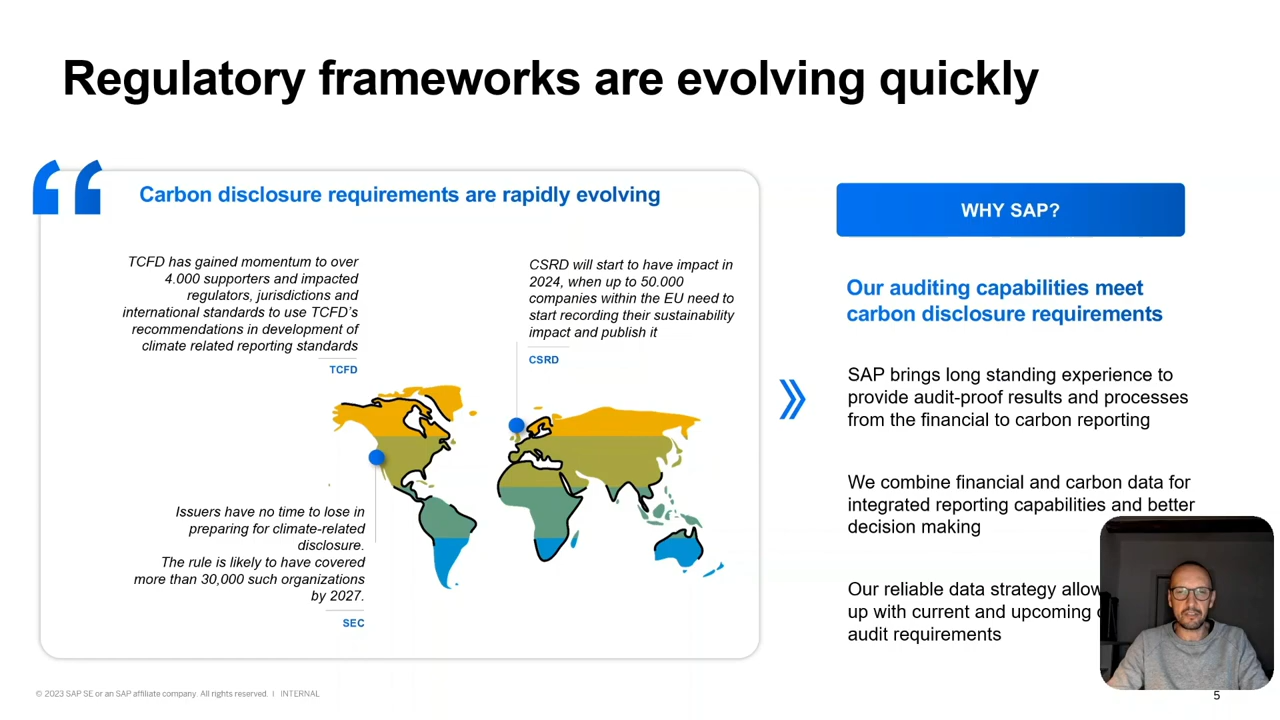 Regulatory frameworks are evolving quickly
Carbon disclosure requirements are rapidly evolving
TCFD has gained momentum to over
4.000 supporters and impacted
regulators, jurisdictions and
international standards to use TCFD’s
recommendations in development of
climate related reporting standards
TCFD
CSRD will start to have impact in
2024, when up to 50.000
companies within the EU need to
start recording their sustainability
impact and publish it
CSRD
Issuers have no time to lose in
preparing for climate-related
disclosure.
The rule is likely to have covered
more than 30,000 such organizations
by 2027.
SEC
WHY SAP?
Our auditing capabilities meet
carbon disclosure requirements
SAP brings long standing experience to
provide audit-proof results and processes
from the financial to carbon reporting
We combine financial and carbon data for
integrated reporting capabilities and better
decision making
Our reliable data strategy
up with current and upcoming
audit requirements
© 2023 SAP SE or an SAP affiliate company. All rights reserved. I INTERNAL
5